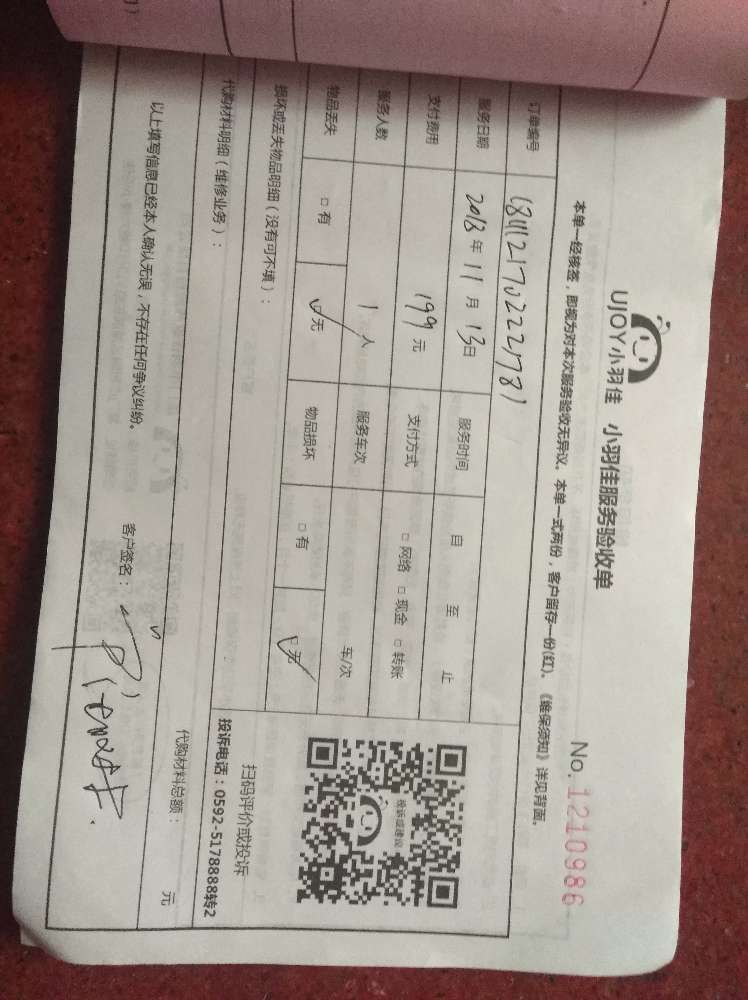 UJOY小羽佳 小羽佳服务验收单
No.1210986
本单一经核签，即视为对本次服务验收无异议。本单一式两份，客户留存一份(红)。《维保须知》详见背面。
订单编号
服务日期 2018年11月13日 服务时间 自 至 止
支付费用 199元 支付方式 □网络 □现金 □转账
服务人数 1人 服务车次 车/次
物品丢失 □有 □无 物品损坏 □有 □无
损坏或丢失物品明细（没有可不填）：
投诉或建议
扫码评价或投诉
投诉电话：0592-5178888转2
代购材料明细（维修业务）：
代购材料总额： 元
以上填写信息已经本人确认无误，不存在任何争议纠纷。
客户签名：